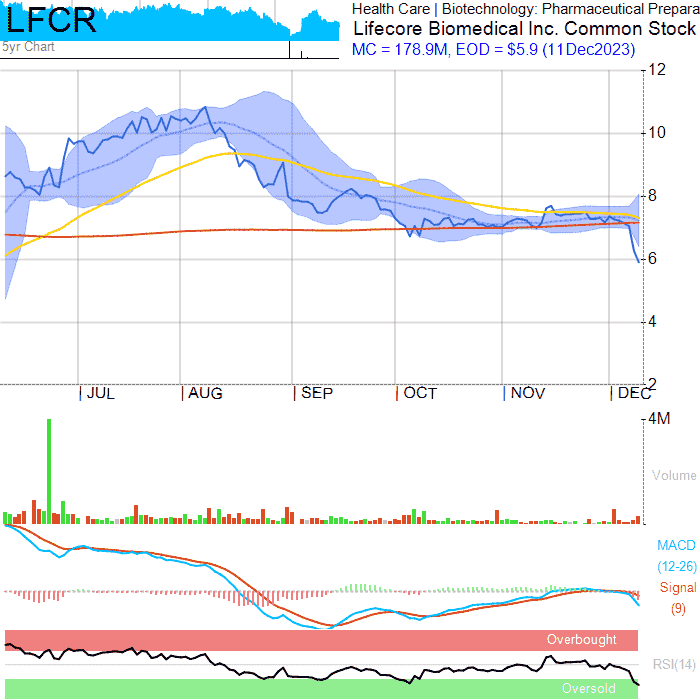 LFCR
Health Care | Biotechnology: Pharmaceutical Prepara
Lifecore Biomedical Inc. Common Stock
MC = 178.9M, EOD = $5.9 (11Dec2023)
5yr Chart
12
10
8
6
4
2
JUL
AUG
SEP
OCT
NOV
DEC
4M
Volume
MACD
(12-26)
Signal
(9)
Overbought
RSI(14)
Oversold